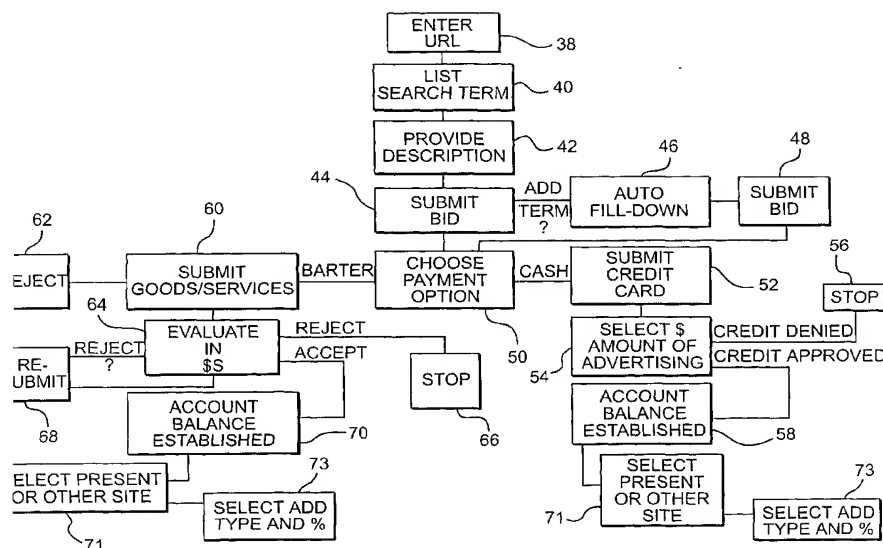 ENTER
URL
38
LIST
SEARCH TERM
40
PROVIDE
DESCRIPTION
42
46
48
44
SUBMIT
BID
ADD
TERM
?
AUTO
FILL-DOWN
SUBMIT
BID
62
60
EJECT
SUBMIT
GOODS/SERVICES
BARTER
CHOOSE
PAYMENT
OPTION
CASH
50
SUBMIT
CREDIT
CARD
52
56
STOP
64
EVALUATE
IN
$S
REJECT
ACCEPT
REJECT
?
RE-
UBMIT
68
STOP
66
SELECT $
AMOUNT OF
ADVERTISING
54
CREDIT DENIED
CREDIT APPROVED
ACCOUNT
BALANCE
ESTABLISHED
70
ACCOUNT
BALANCE
ESTABLISHED
58
ELECT PRESENT
OR OTHER SITE
71
73
SELECT ADD
TYPE AND %
SELECT
PRESENT
OR OTHER
SITE
71
73
SELECT ADD
TYPE AND %